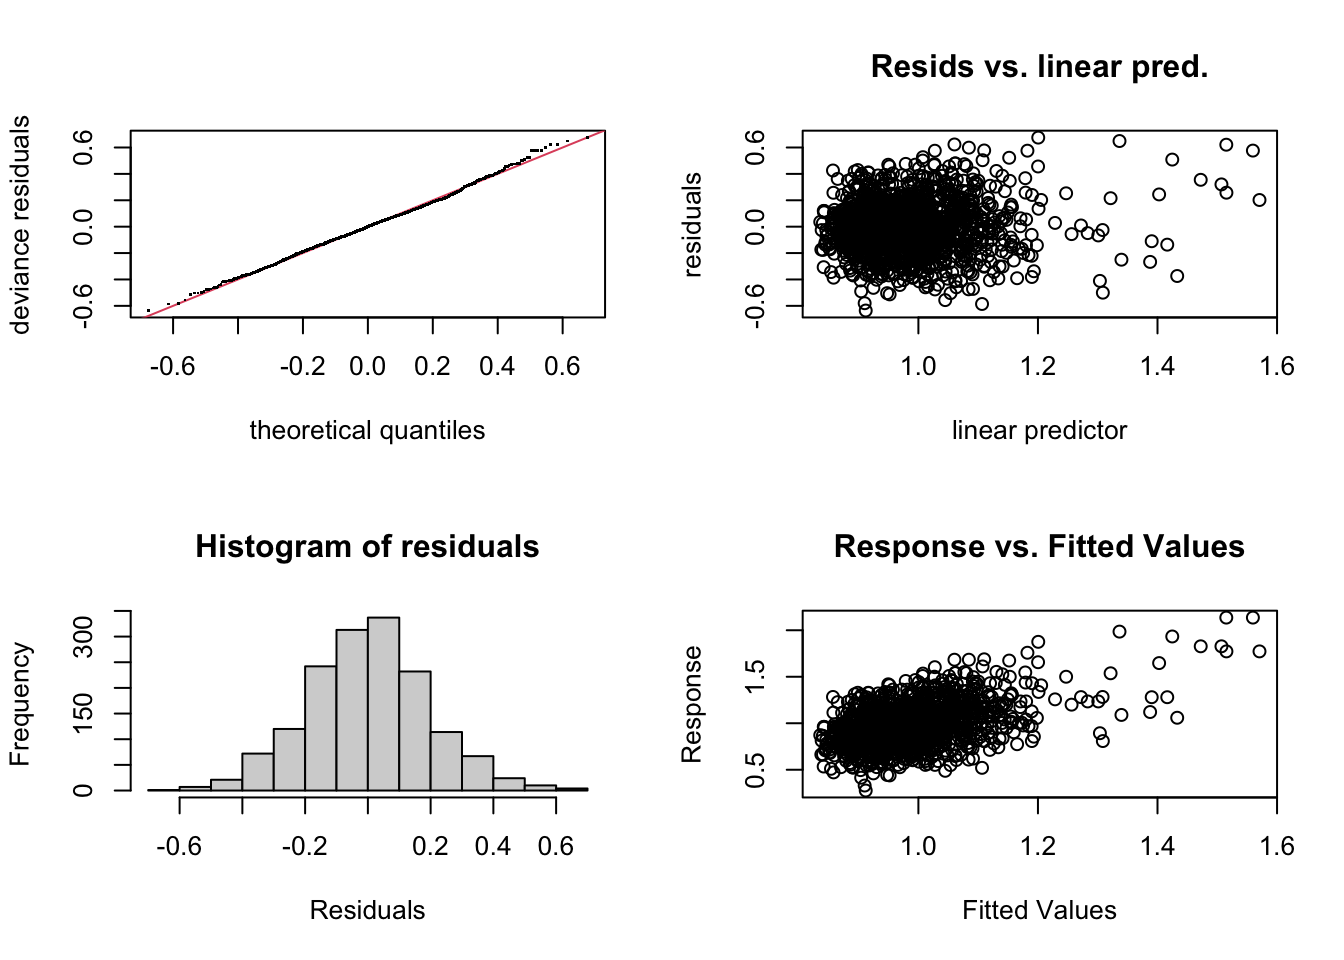 deviance residuals
-0.6 0.0 0.6
-0.6 -0.2 0.0 0.2 0.4 0.6
theoretical quantiles
Resids vs. linear pred.
residuals
-0.6 0.0 0.6
1.0 1.2 1.4 1.6
linear predictor
Histogram of residuals
Frequency
0 150 300
-0.6 -0.2 0.2 0.4 0.6
Residuals
Response vs. Fitted Values
Response
0.5 1.5
1.0 1.2 1.4 1.6
Fitted Values